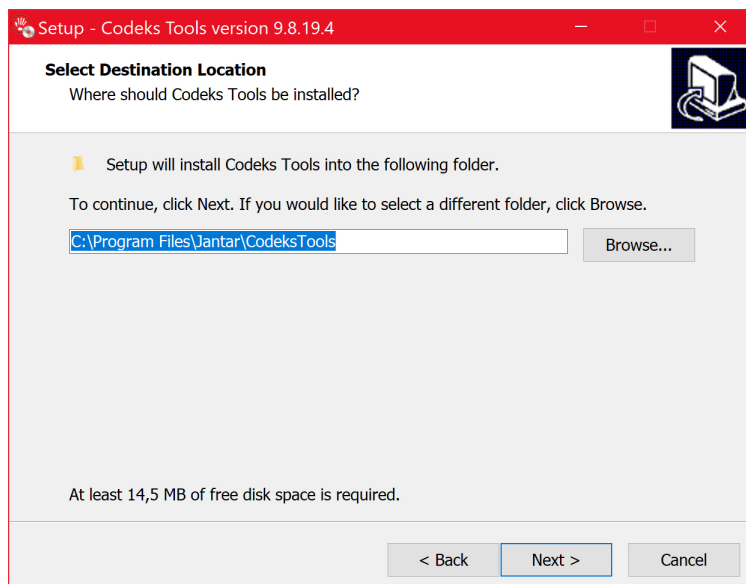 Setup - Codeks Tools version 9.8.19.4
Select Destination Location
Where should Codeks Tools be installed?
Setup will install Codeks Tools into the following folder.
To continue, click Next. If you would like to select a different folder, click Browse.
C:\Program Files\Jantar\CodeksTools
Browse...
At least 14,5 MB of free disk space is required.
< Back
Next >
Cancel